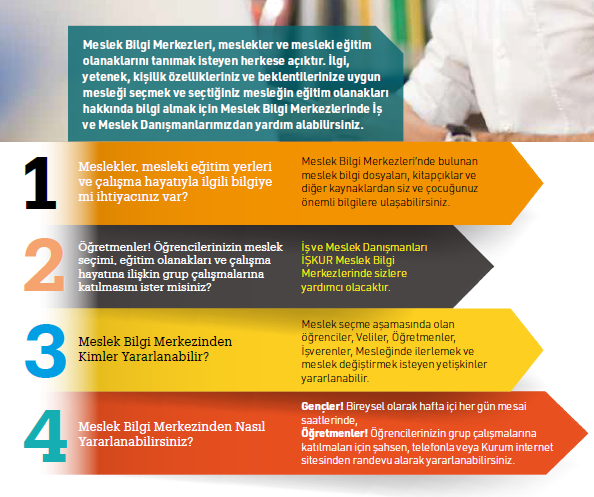 Meslek Bilgi Merkezleri, meslekler ve mesleki eğitim
olanaklarını tanımak isteyen herkese açıktır. İlgi,
yetenek, kişilik özellikleriniz ve beklentilerinize uygun
mesleği seçmek ve seçtiğiniz mesleğin eğitim olanakları
hakkında bilgi almak için Meslek Bilgi Merkezlerinde İş
ve Meslek Danışmanlarımızdan yardım alabilirsiniz.
1
Meslekler, mesleki eğitim yerleri
ve çalışma hayatıyla ilgili bilgiye
mi ihtiyacınız var?
Meslek Bilgi Merkezleri’nde bulunan
meslek bilgi dosyaları, kitapçıklar ve
diğer kaynaklardan siz ve çocuğunuz
önemli bilgilere ulaşabilirsiniz.
2
Öğretmenler! Öğrencilerinizin meslek
seçimi, eğitim olanakları ve çalışma
hayatına ilişkin grup çalışmalarına
katılmasını ister misiniz?
İş ve Meslek Danışmanları
İŞKUR Meslek Bilgi
Merkezlerinde sizlere
yardımcı olacaktır.
3
Meslek Bilgi Merkezinden
Kimler Yararlanabilir?
Meslek seçme aşamasında olan
öğrenciler, Veliler, Öğretmenler,
İşverenler, Mesleğinde ilerlemek ve
meslek değiştirmek isteyen yetişkinler
yararlanabilir.
4
Meslek Bilgi Merkezinden Nasıl
Yararlanabilirsiniz?
Gençler! Bireysel olarak hafta içi her gün mesai
saatlerinde,
Öğretmenler! Öğrencilerinizin grup çalışmalarına
katılmaları için şahsen, telefonla veya Kurum internet
sitesinden randevu alarak yararlanabilirsiniz.